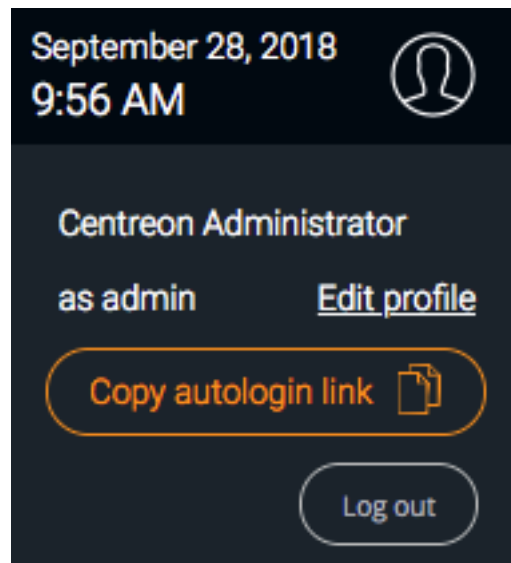 September 28, 2018
9:56 AM
Centreon Administrator
as admin Edit profile
Copy autologin link
Log out